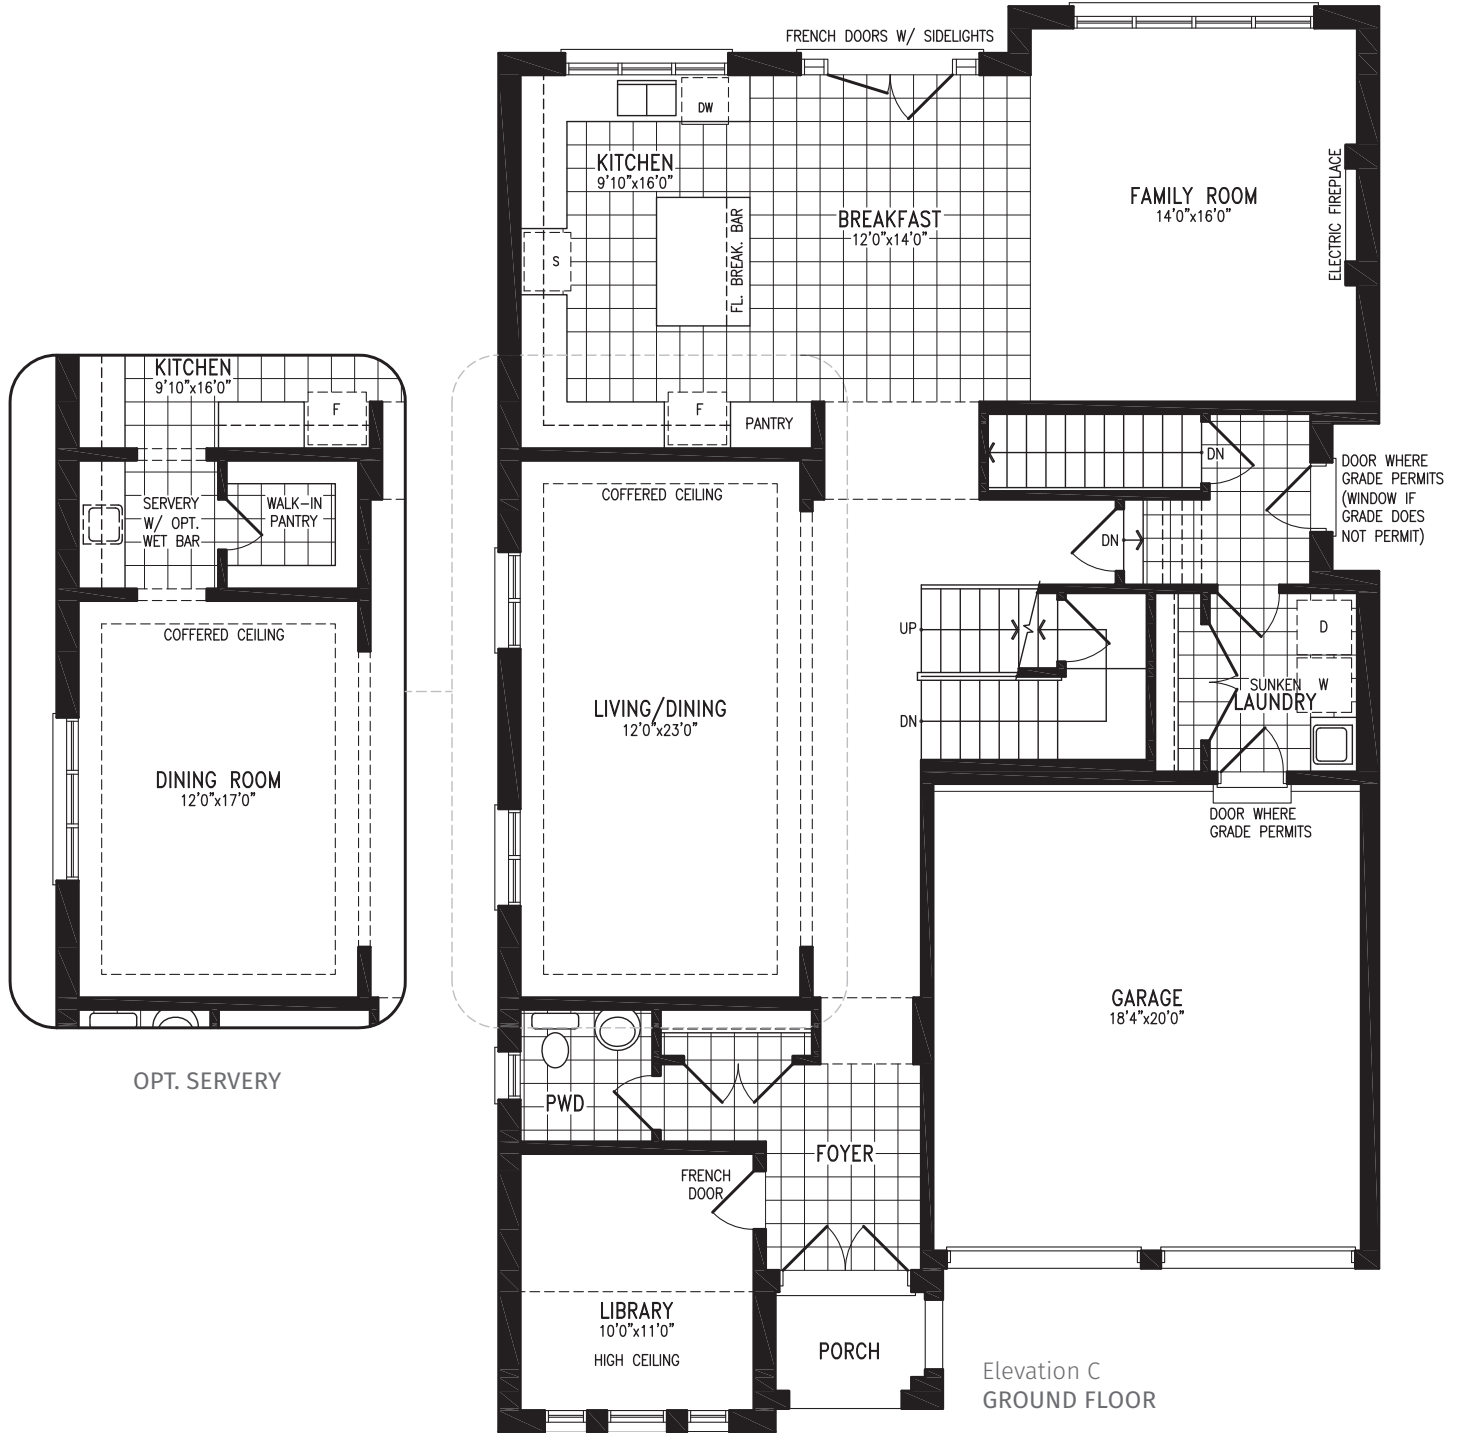 FRENCH DOORS W/ SIDELIGHTS
DW
KITCHEN
9'10"x16'0"
S
FL. BREAK. BAR
BREAKFAST
12'0"x14'0"
FAMILY ROOM
14'0"x16'0"
ELECTRIC FIREPLACE
F
PANTRY
DN
DOOR WHERE
GRADE PERMITS
(WINDOW IF
GRADE DOES
NOT PERMIT)
DN
COFFERED CEILING
LIVING/DINING
12'0"x23'0"
UP
DN
D
W
SUNKEN
LAUNDRY
DOOR WHERE
GRADE PERMITS
GARAGE
18'4"x20'0"
PWD
FOYER
FRENCH
DOOR
LIBRARY
10'0"x11'0"
HIGH CEILING
PORCH
KITCHEN
9'10"x16'0"
F
SERVERY
W/ OPT.
WET BAR
WALK-IN
PANTRY
COFFERED CEILING
DINING ROOM
12'0"x17'0"
OPT. SERVERY
Elevation C
GROUND FLOOR